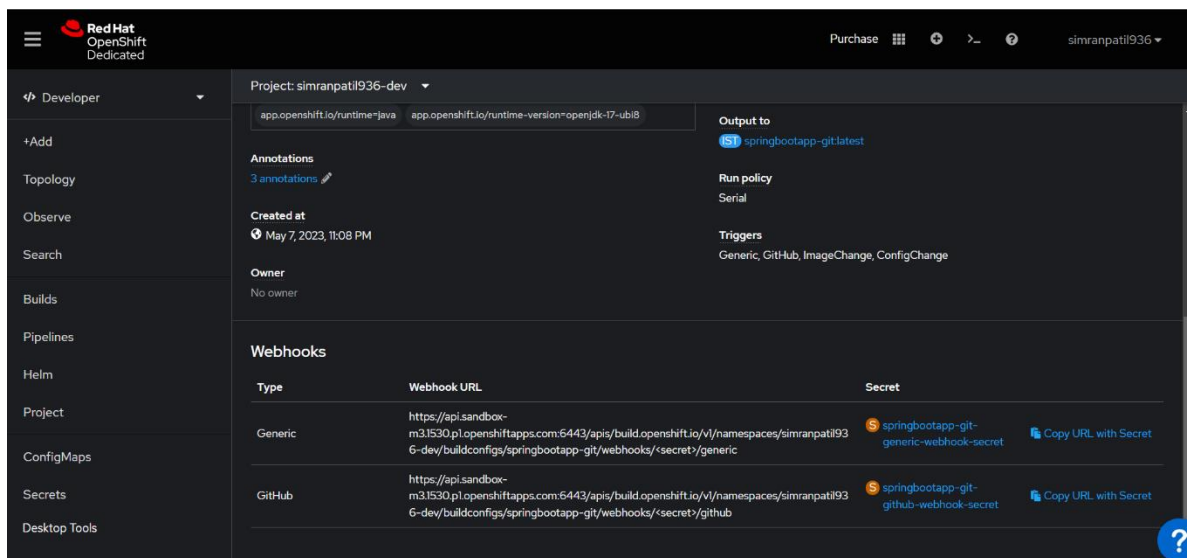 Red Hat
OpenShift
Dedicated
Purchase
simranpatil936
</> Developer
+Add
Topology
Observe
Search
Builds
Pipelines
Helm
Project
ConfigMaps
Secrets
Desktop Tools
Project: simranpatil936-dev
app.openshift.io/runtime=java app.openshift.io/runtime-version=openjdk-17-ubi8
Annotations
3 annotations
Created at
May 7, 2023, 11:08 PM
Owner
No owner
Output to
IST springbootapp-git:latest
Run policy
Serial
Triggers
Generic, GitHub, ImageChange, ConfigChange
Webhooks
Type Webhook URL Secret
Generic
https://api.sandbox-
m3.1530.p1.openshiftapps.com:6443/apis/build.openshift.io/v1/namespaces/simranpatil93
6-dev/buildconfigs/springbootapp-git/webhooks/<secret>/generic
S springbootapp-git-
generic-webhook-secret
Copy URL with Secret
GitHub
https://api.sandbox-
m3.1530.p1.openshiftapps.com:6443/apis/build.openshift.io/v1/namespaces/simranpatil93
6-dev/buildconfigs/springbootapp-git/webhooks/<secret>/github
S springbootapp-git-
github-webhook-secret
Copy URL with Secret
?